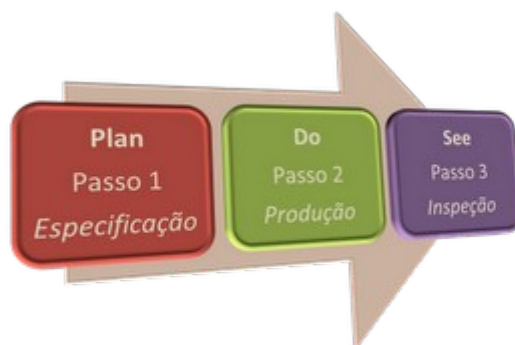 Plan
Passo 1
Especificação
Do
Passo 2
Produção
See
Passo 3
Inspeção